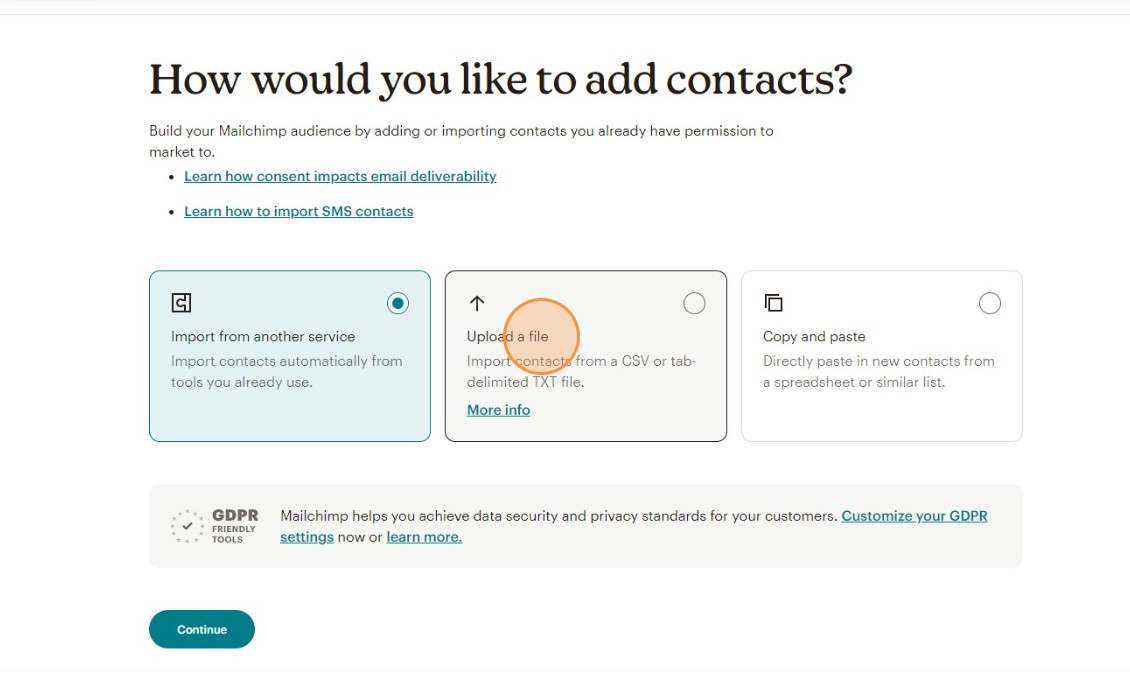 How would you like to add contacts?
Build your Mailchimp audience by adding or importing contacts you already have permission to
market to.
Learn how consent impacts email deliverability
Learn how to import SMS contacts
Import from another service
Import contacts automatically from
tools you already use.
Upload a file
Import contacts from a CSV or tab-
delimited TXT file.
More info
Copy and paste
Directly paste in new contacts from
a spreadsheet or similar list.
GDPR
FRIENDLY
TOOLS
Mailchimp helps you achieve data security and privacy standards for your customers. Customize your GDPR
settings now or learn more.
Continue